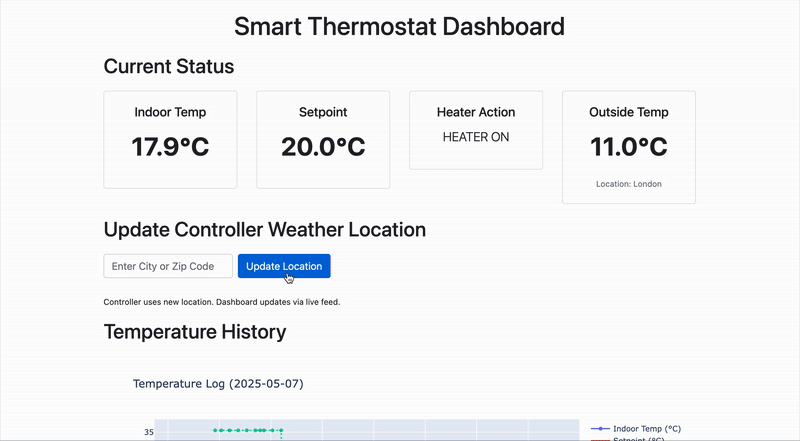 Smart Thermostat Dashboard
Current Status
Indoor Temp
17.9°C
Setpoint
20.0°C
Heater Action
HEATER ON
Outside Temp
11.0°C
Location: London
Update Controller Weather Location
Enter City or Zip Code
Update Location
Controller uses new location. Dashboard updates via live feed.
Temperature History
Temperature Log (2025-05-07)
35
Indoor Temp (°C)
Setpoint (°C)